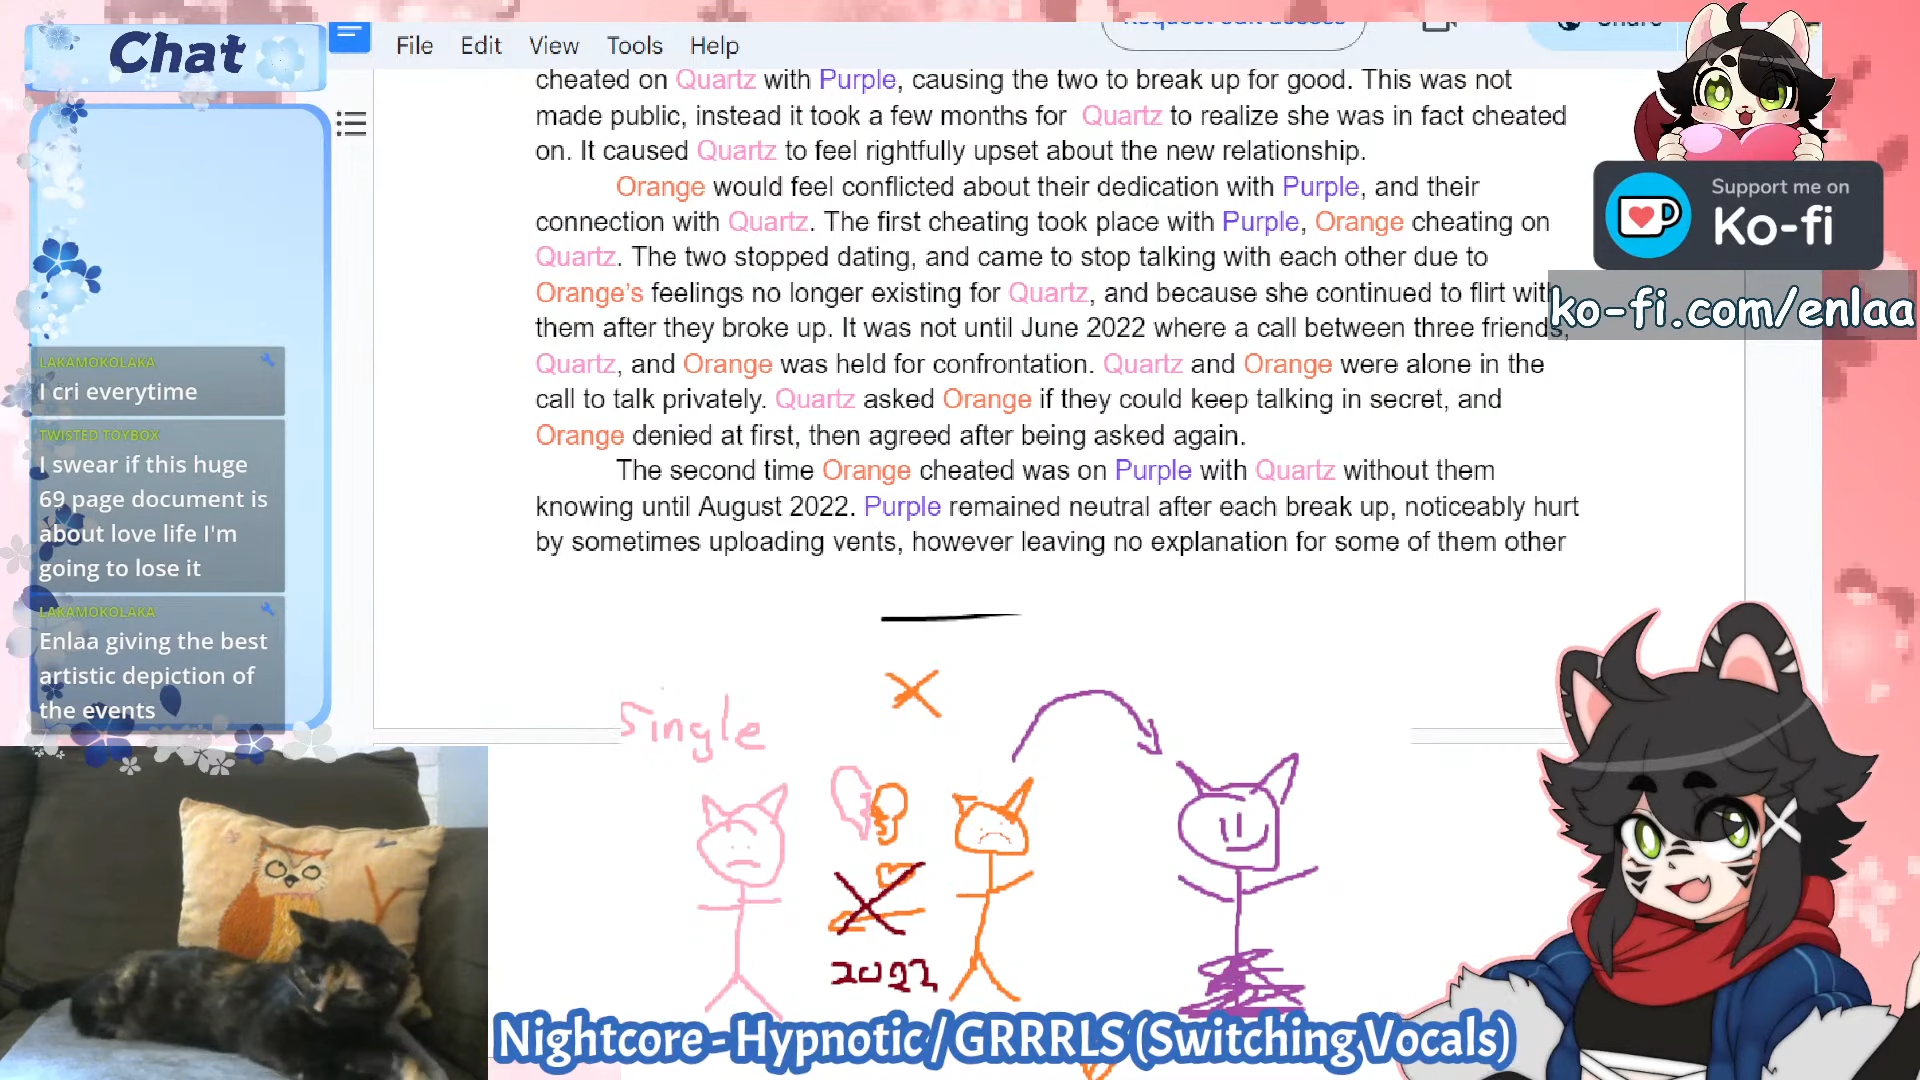 Chat
File Edit View Tools Help
Request edit access
Share
cheated on Quartz with Purple, causing the two to break up for good. This was not
made public, instead it took a few months for Quartz to realize she was in fact cheated
on. It caused Quartz to feel rightfully upset about the new relationship.
Orange would feel conflicted about their dedication with Purple, and their
connection with Quartz. The first cheating took place with Purple, Orange cheating on
Quartz. The two stopped dating, and came to stop talking with each other due to
Orange's feelings no longer existing for Quartz, and because she continued to flirt with
them after they broke up. It was not until June 2022 where a call between three friends,
Quartz, and Orange was held for confrontation. Quartz and Orange were alone in the
call to talk privately. Quartz asked Orange if they could keep talking in secret, and
Orange denied at first, then agreed after being asked again.
The second time Orange cheated was on Purple with Quartz without them
knowing until August 2022. Purple remained neutral after each break up, noticeably hurt
by sometimes uploading vents, however leaving no explanation for some of them other
Support me on
Ko-fi
ko-fi.com/enlaa
LAKAMOKOLAKA
I cri everytime
TWISTED TOYBOX
I swear if this huge
69 page document is
about love life I'm
going to lose it
LAKAMOKOLAKA
Enlaa giving the best
artistic depiction of
the events
Single
2022
Nightcore - Hypnotic / GRRRLS (Switching Vocals)